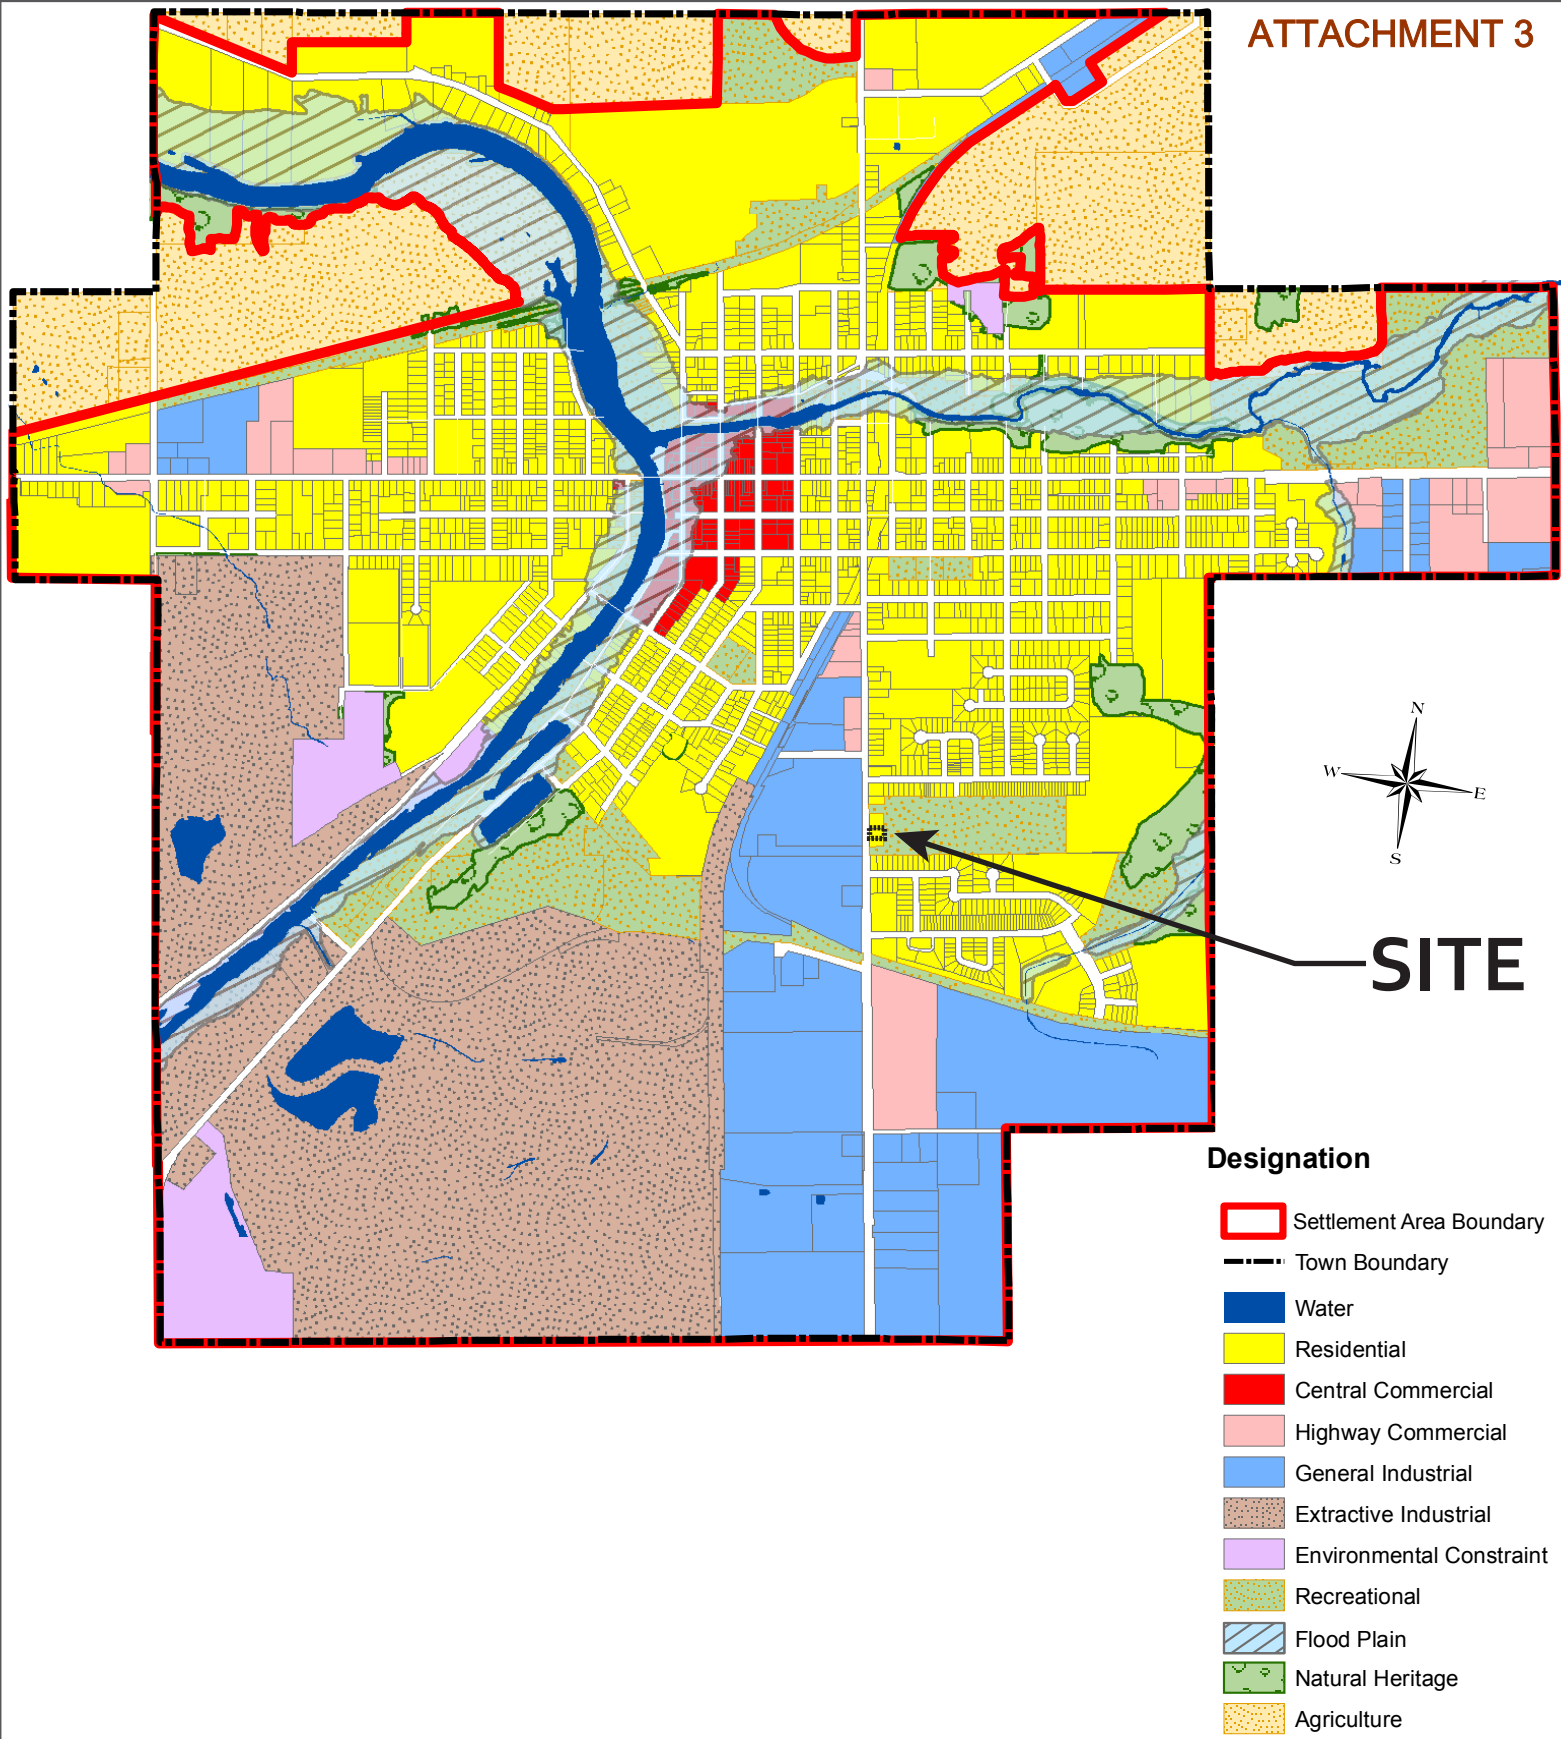 ATTACHMENT 3
N
W
E
S
SITE
Designation
Settlement Area Boundary
Town Boundary
Water
Residential
Central Commercial
Highway Commercial
General Industrial
Extractive Industrial
Environmental Constraint
Recreational
Flood Plain
Natural Heritage
Agriculture